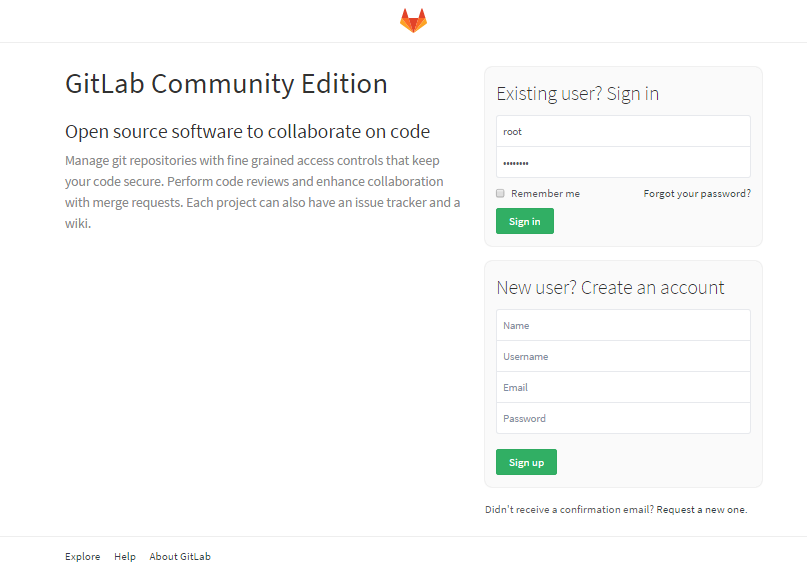 GitLab Community Edition
Open source software to collaborate on code
Manage git repositories with fine grained access controls that keep
your code secure. Perform code reviews and enhance collaboration
with merge requests. Each project can also have an issue tracker and a
wiki.
Existing user? Sign in
root
••••••••
Remember me
Forgot your password?
Sign in
New user? Create an account
Name
Username
Email
Password
Sign up
Didn't receive a confirmation email? Request a new one.
Explore Help About GitLab